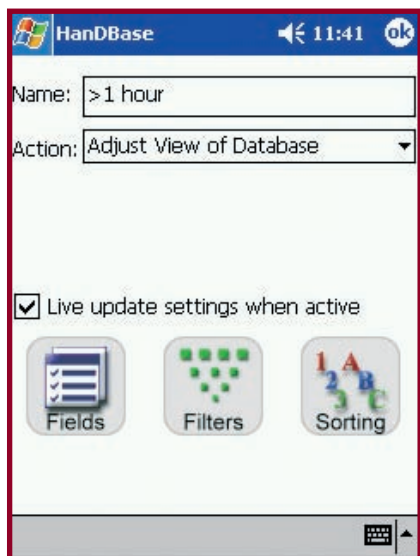 HanDBase 11:41 ok
Name: >1 hour
Action: Adjust View of Database
Live update settings when active
Fields Filters Sorting